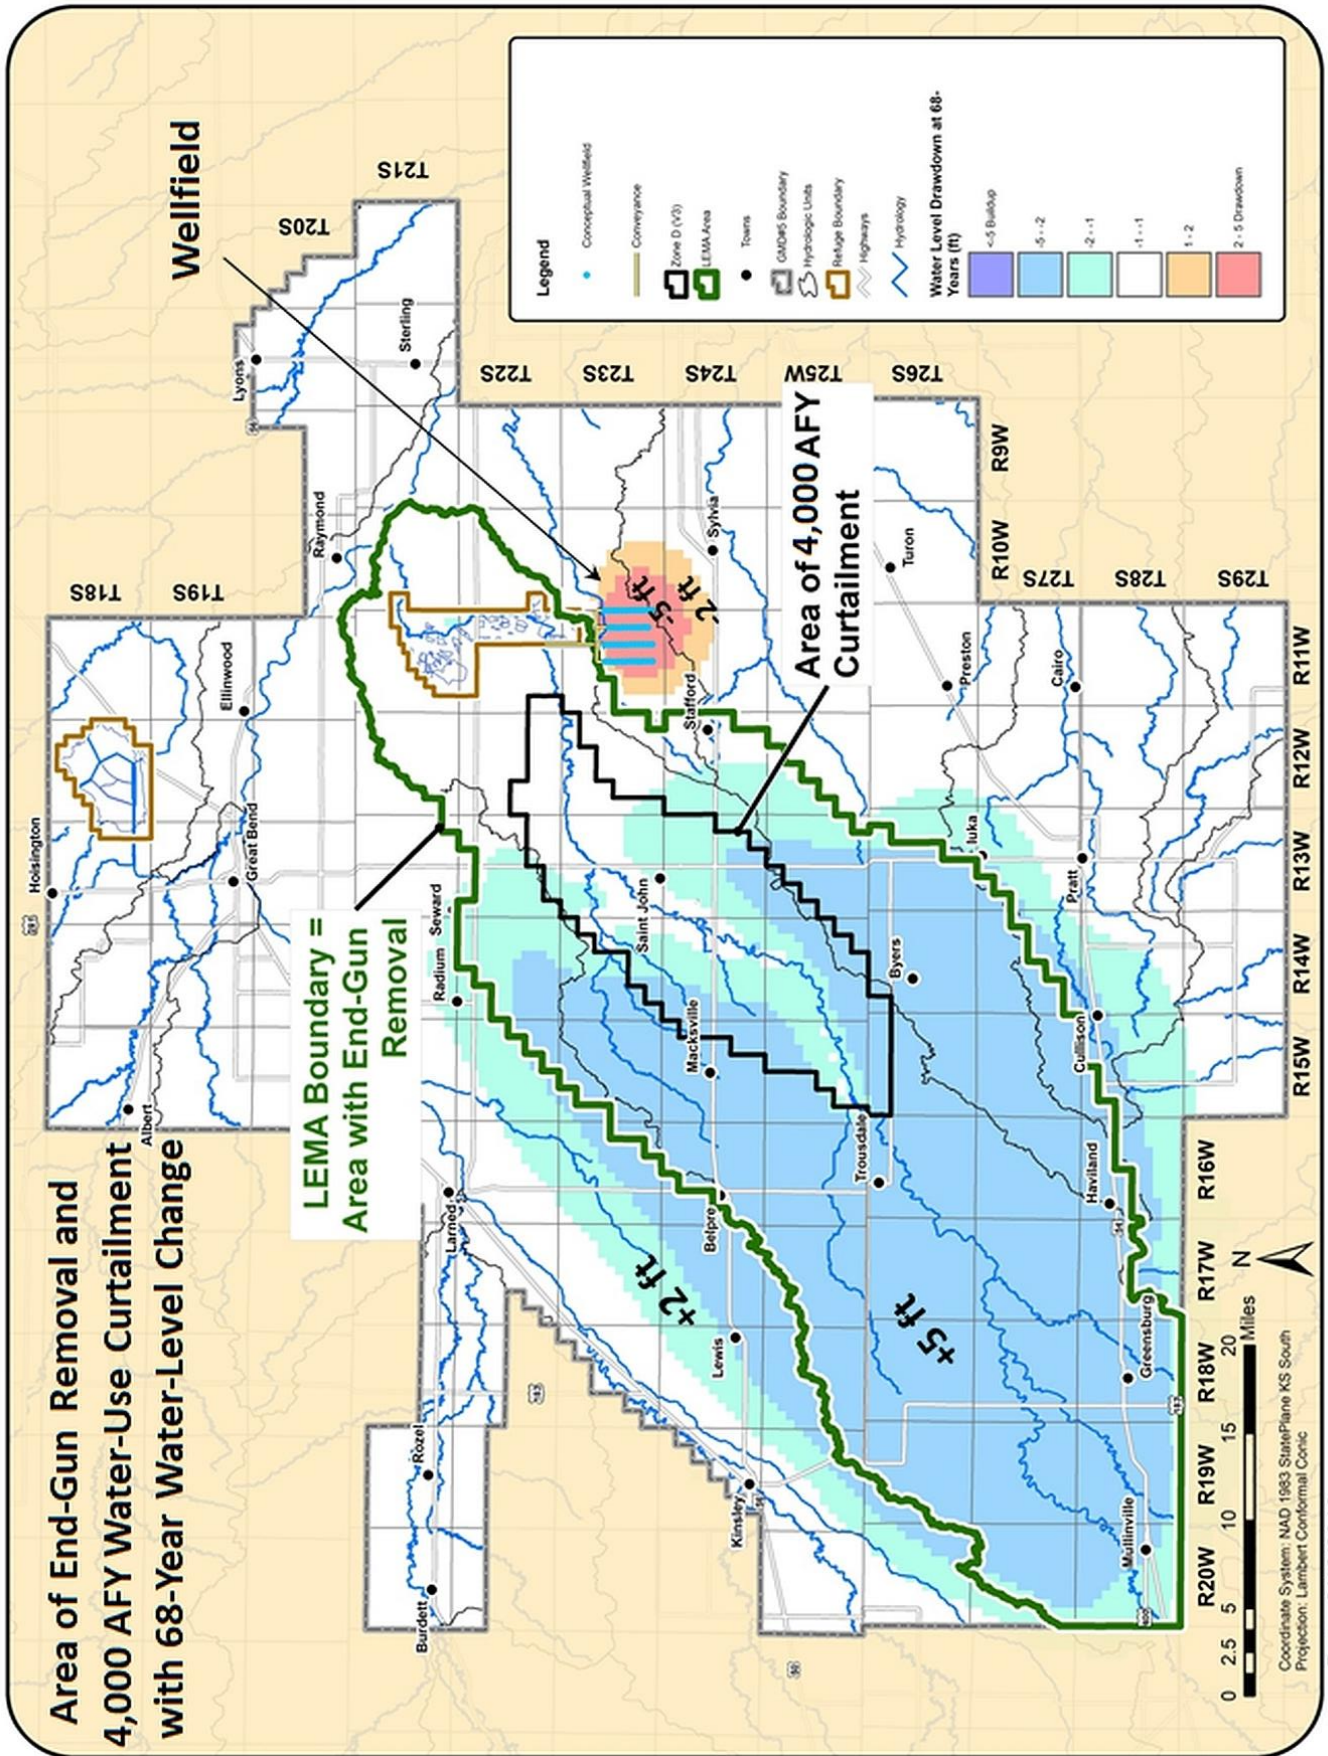 Area of End-Gun Removal and
4,000 AFY Water-Use Curtailment
with 68-Year Water-Level Change
Wellfield
LEMA Boundary =
Area with End-Gun
Removal
Area of 4,000 AFY
Curtailment
+2 ft
+5 ft
-5 ft
-2 ft
Hoisington
Albert
Great Bend
Ellinwood
Raymond
Lyons
Sterling
Burdett
Rozel
Larned
Radium
Seward
Saint John
Stafford
Sylvia
Macksville
Belpre
Lewis
Kinsley
Trousdale
Byers
Turon
Preston
Iuka
Cairo
Pratt
Cullison
Haviland
Greensburg
Mullinville
T18S
T19S
T20S
T21S
T22S
T23S
T24S
T25W
T26S
T27S
T28S
T29S
R9W
R10W
R11W
R12W
R13W
R14W
R15W
R16W
R17W
R18W
R19W
R20W
Legend
Conceptual Wellfield
Conveyance
Zone D (V3)
LEMA Area
Towns
GMD#5 Boundary
Hydrologic Units
Refuge Boundary
Highways
Hydrology
Water Level Drawdown at 68-
Years (ft)
<-5 Buildup
-5 - -2
-2 - -1
-1 - 1
1 - 2
2 - 5 Drawdown
N
0 2.5 5 10 15 20
Miles
Coordinate System: NAD 1983 StatePlane KS South
Projection: Lambert Conformal Conic